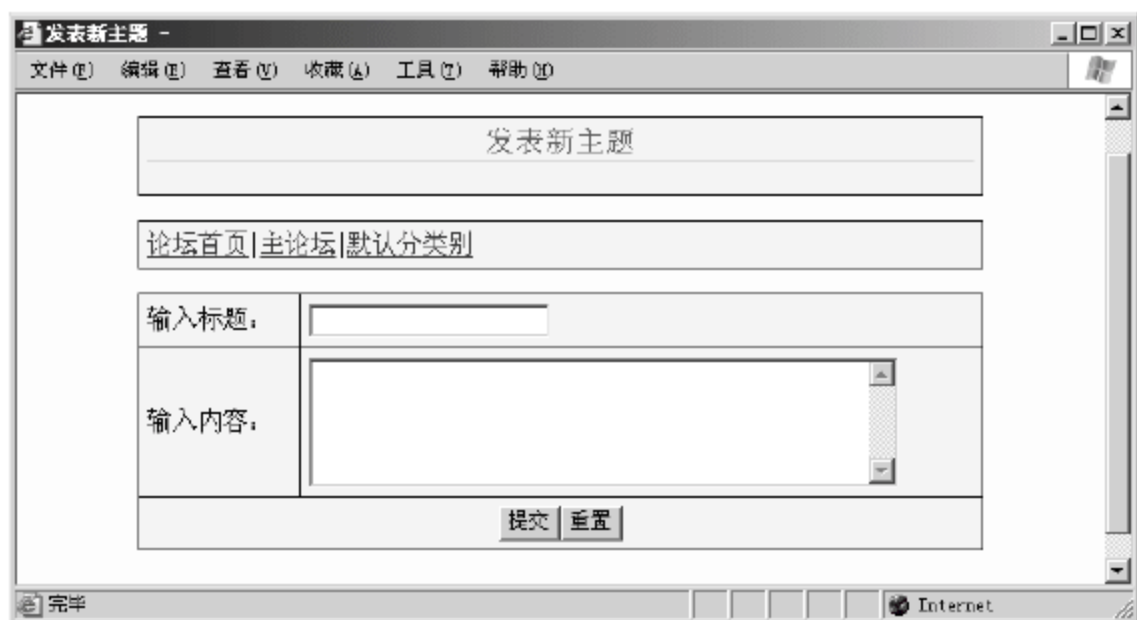 发表新主题 -
文件(F) 编辑(E) 查看(V) 收藏(A) 工具(T) 帮助(H)
发表新主题
论坛首页|主论坛|默认分类别
输入标题：
输入内容：
提交 重置
完毕 Internet